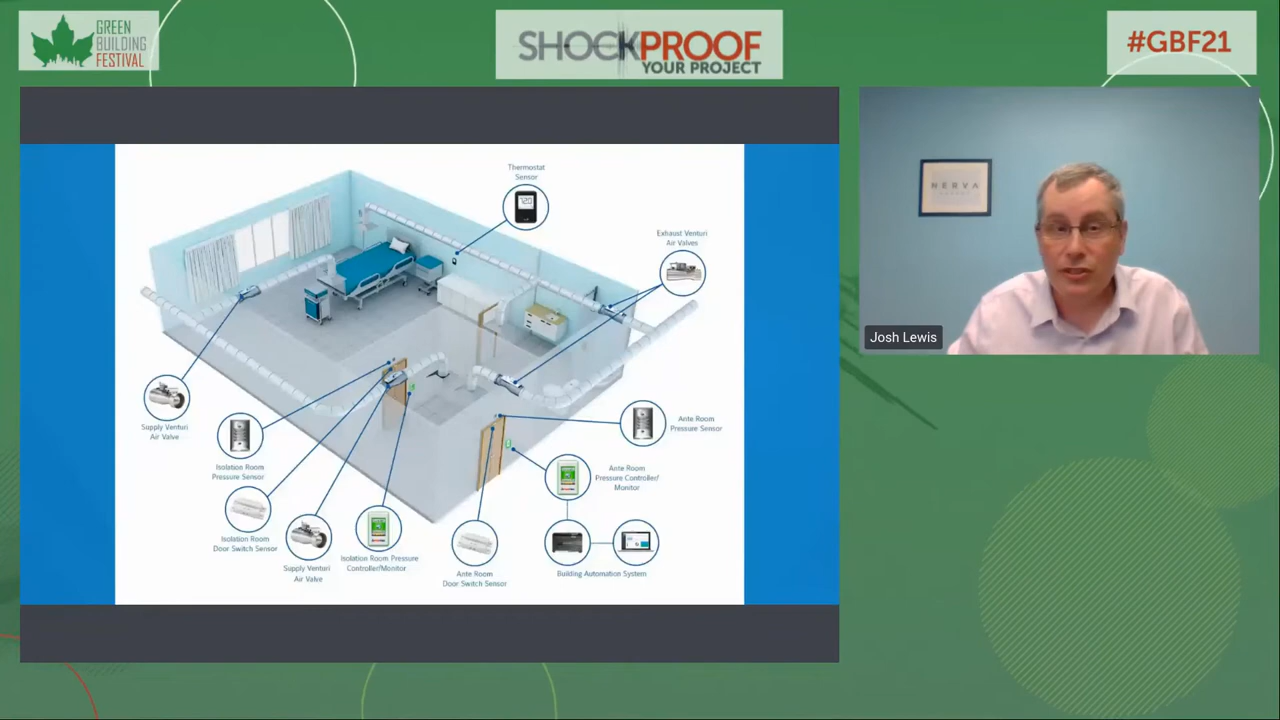 GREEN
BUILDING
FESTIVAL
SHOCKPROOF
YOUR PROJECT
#GBF21
Thermostat
Sensor
Exhaust Venturi
Air Valves
NERVA
Josh Lewis
Supply Venturi
Air Valve
Isolation Room
Pressure Sensor
Ante Room
Pressure Sensor
Ante Room
Pressure Controller/
Monitor
Isolation Room
Door Switch Sensor
Supply Venturi
Air Valve
Isolation Room Pressure
Controller/Monitor
Ante Room
Door Switch Sensor
Building Automation System